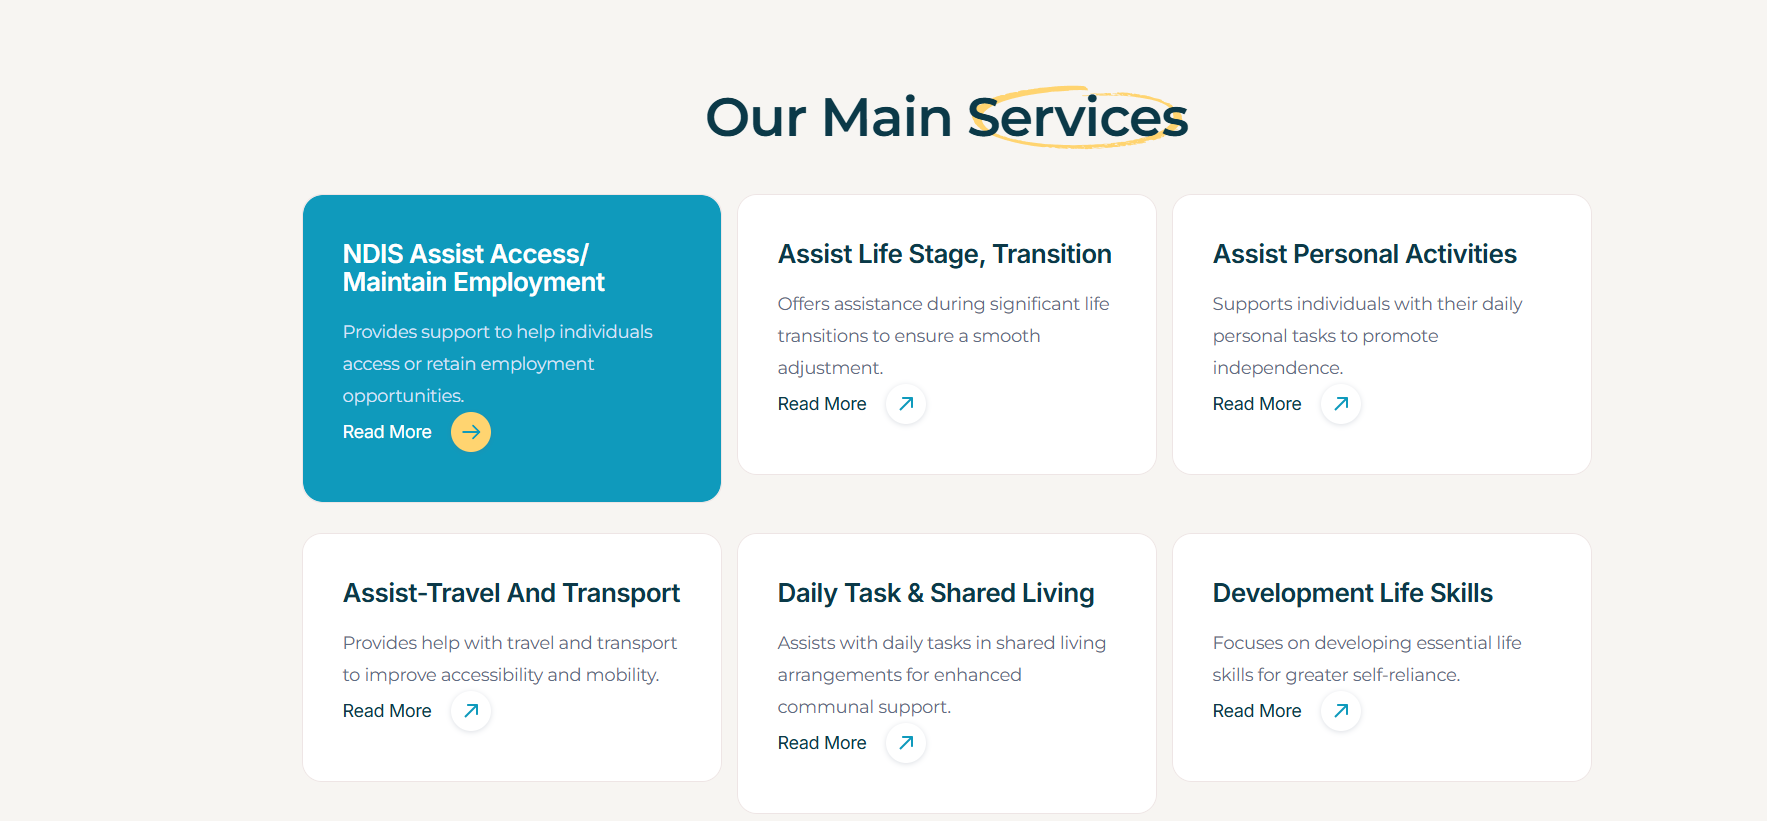 Our Main Services
NDIS Assist Access/
Maintain Employment
Provides support to help individuals
access or retain employment
opportunities.
Read More
Assist Life Stage, Transition
Offers assistance during significant life
transitions to ensure a smooth
adjustment.
Read More
Assist Personal Activities
Supports individuals with their daily
personal tasks to promote
independence.
Read More
Assist-Travel And Transport
Provides help with travel and transport
to improve accessibility and mobility.
Read More
Daily Task & Shared Living
Assists with daily tasks in shared living
arrangements for enhanced
communal support.
Read More
Development Life Skills
Focuses on developing essential life
skills for greater self-reliance.
Read More